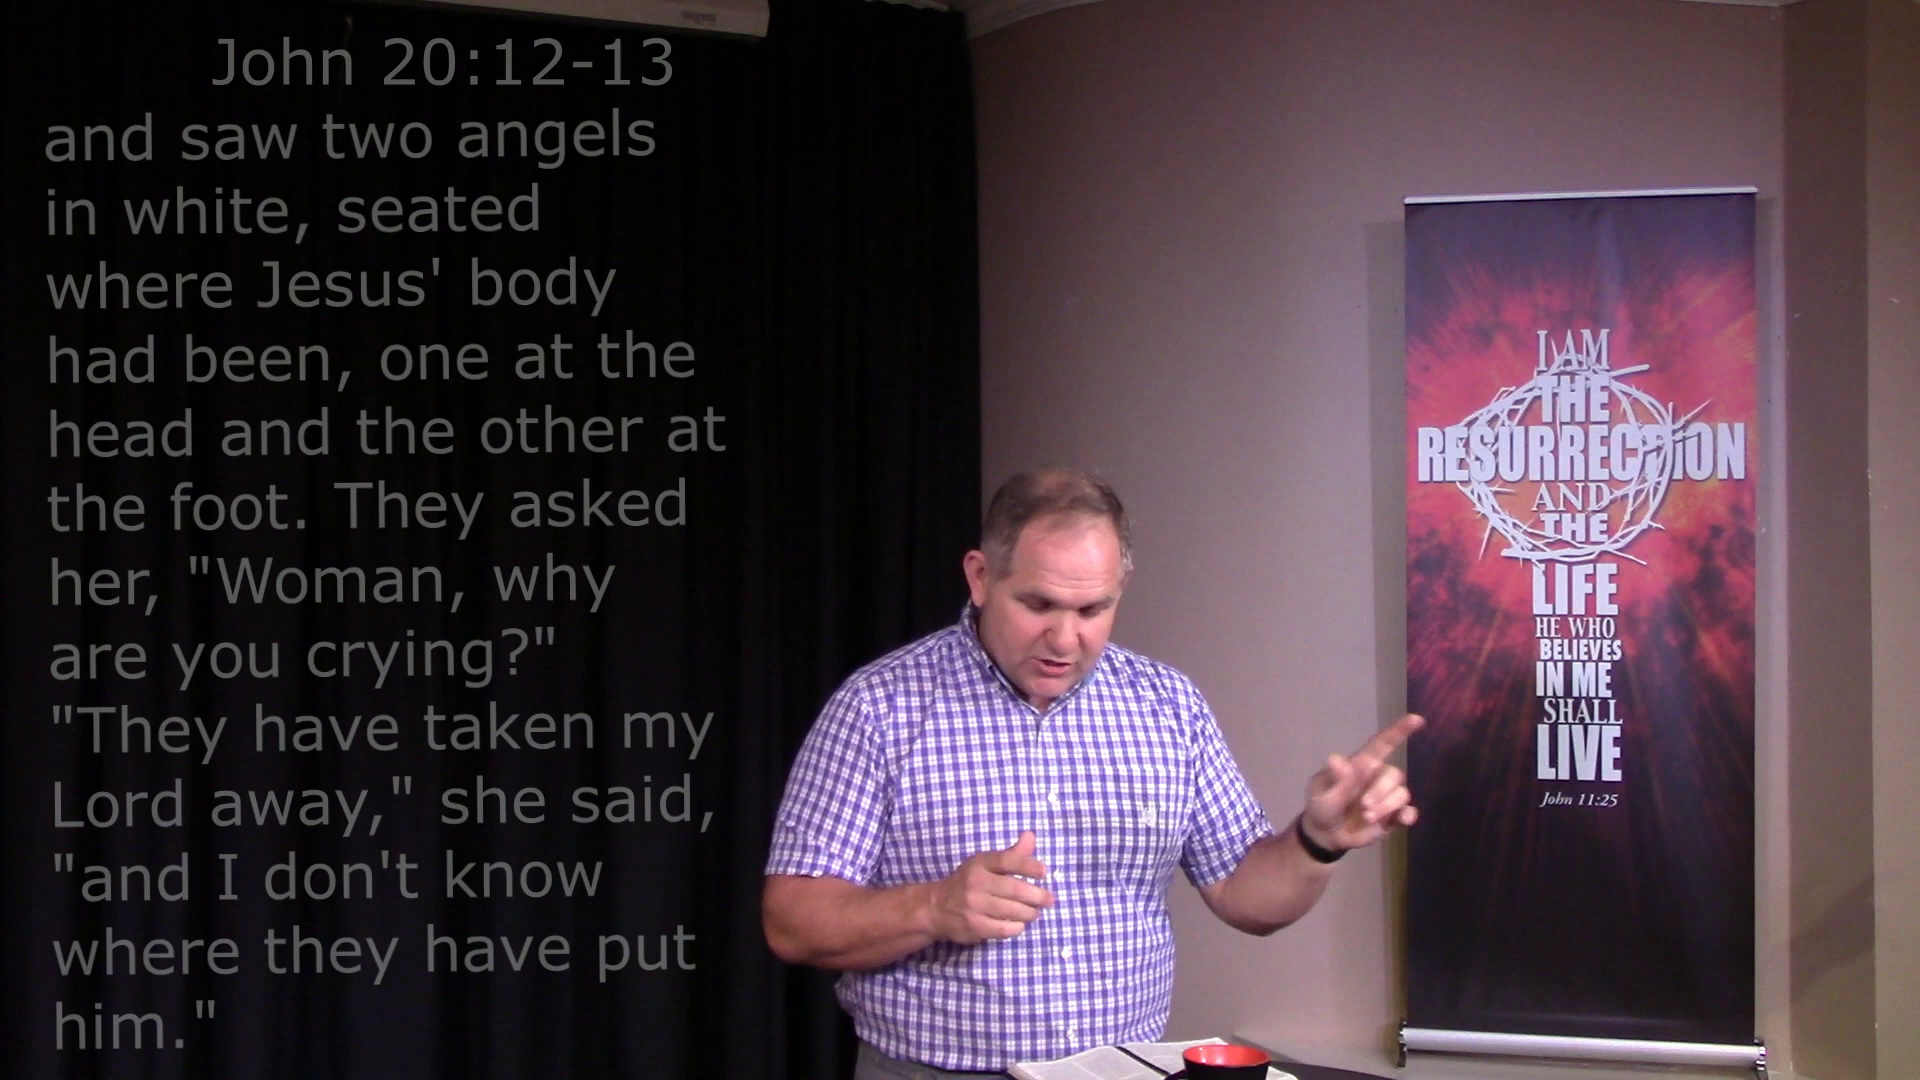 John 20:12-13
and saw two angels
in white, seated
where Jesus' body
had been, one at the
head and the other at
the foot. They asked
her, "Woman, why
are you crying?"
"They have taken my
Lord away," she said,
"and I don't know
where they have put
him."
I AM
THE
RESURRECTION
AND
THE
LIFE
HE WHO
BELIEVES
IN ME
SHALL
LIVE
John 11:25